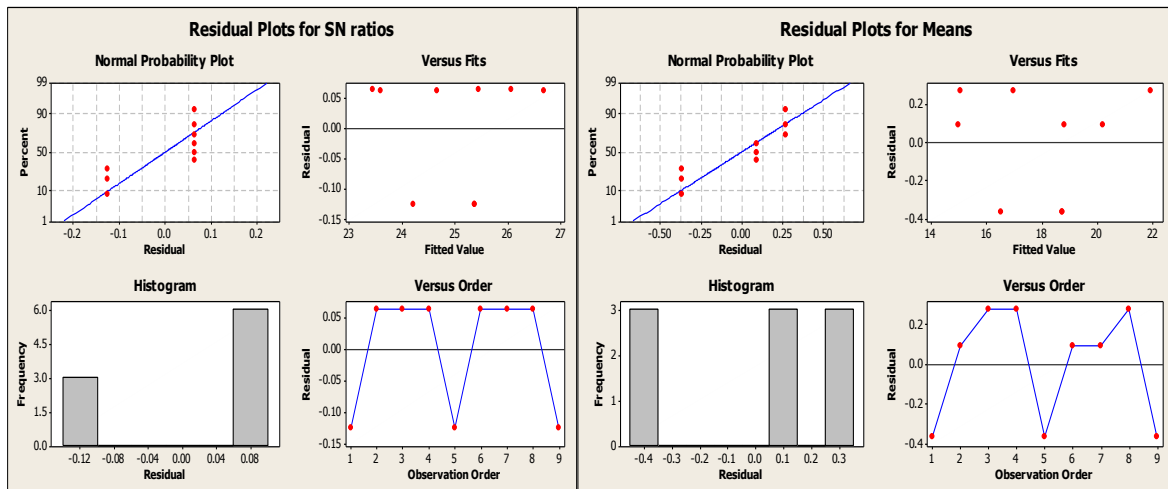 Residual Plots for SN ratios
Normal Probability Plot
99
90
50
10
1
Percent
-0.2 -0.1 0.0 0.1 0.2
Residual
Versus Fits
0.05
0.00
-0.05
-0.10
-0.15
Residual
23 24 25 26 27
Fitted Value
Histogram
6.0
4.5
3.0
1.5
0.0
Frequency
-0.12 -0.08 -0.04 0.00 0.04 0.08
Residual
Versus Order
0.05
0.00
-0.05
-0.10
-0.15
Residual
1 2 3 4 5 6 7 8 9
Observation Order
Residual Plots for Means
Normal Probability Plot
99
90
50
10
1
Percent
-0.50 -0.25 0.00 0.25 0.50
Residual
Versus Fits
0.2
0.0
-0.2
-0.4
Residual
14 16 18 20 22
Fitted Value
Histogram
3
2
1
0
Frequency
-0.4 -0.3 -0.2 -0.1 0.0 0.1 0.2 0.3
Residual
Versus Order
0.2
0.0
-0.2
-0.4
Residual
1 2 3 4 5 6 7 8 9
Observation Order